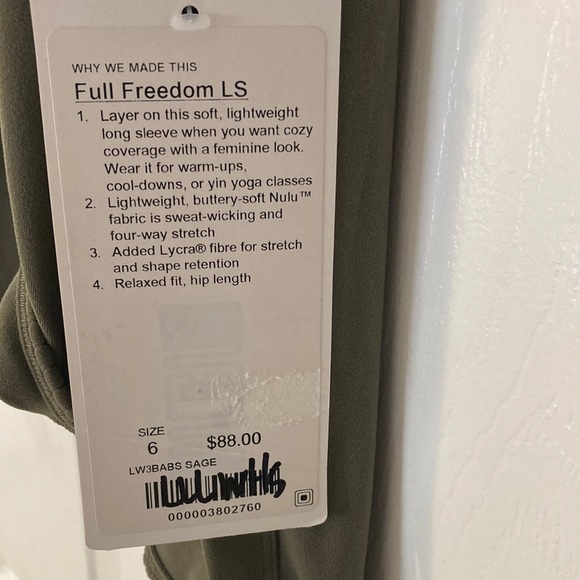 WHY WE MADE THIS
Full Freedom LS
1. Layer on this soft, lightweight
long sleeve when you want cozy
coverage with a feminine look.
Wear it for warm-ups,
cool-downs, or yin yoga classes
2. Lightweight, buttery-soft Nulu™
fabric is sweat-wicking and
four-way stretch
3. Added Lycra® fibre for stretch
and shape retention
4. Relaxed fit, hip length
SIZE
6 $88.00
LW3BABS SAGE
000003802760